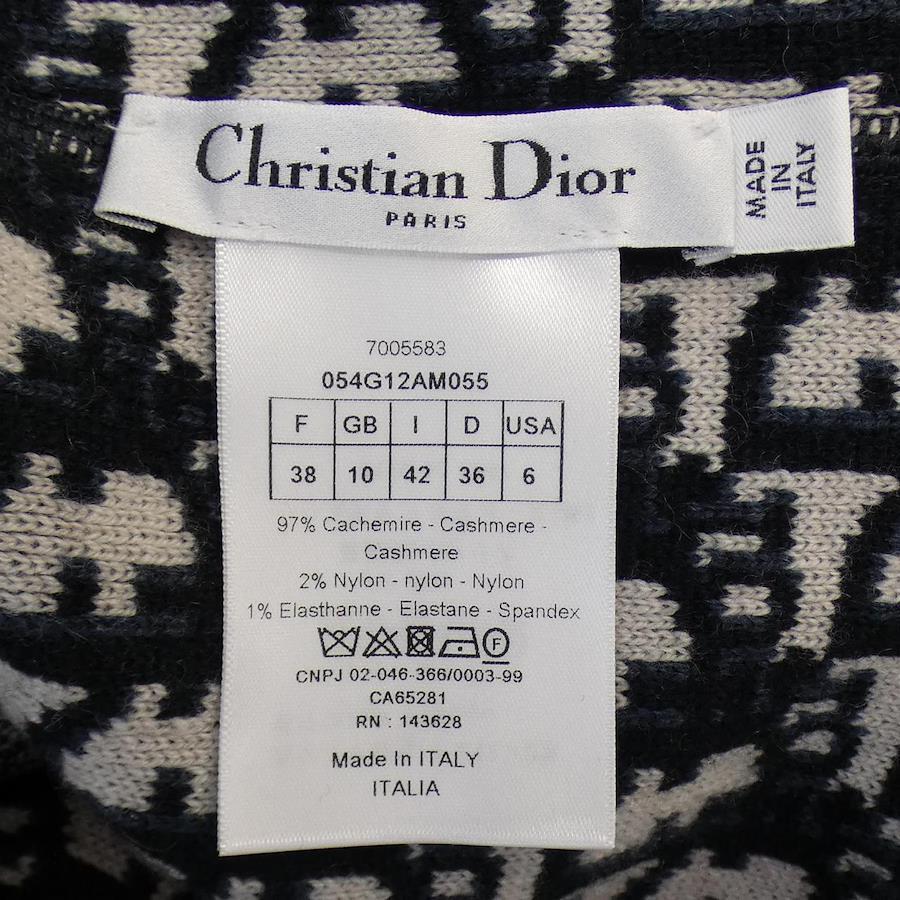 Christian Dior
PARIS
MADE
IN
ITALY
7005583
054G12AM055
F GB I D USA
38 10 42 36 6
97% Cachemire - Cashmere -
Cashmere
2% Nylon - nylon - Nylon
1% Elasthanne - Elastane - Spandex
F
CNPJ 02-046-366/0003-99
CA65281
RN : 143628
Made In ITALY
ITALIA